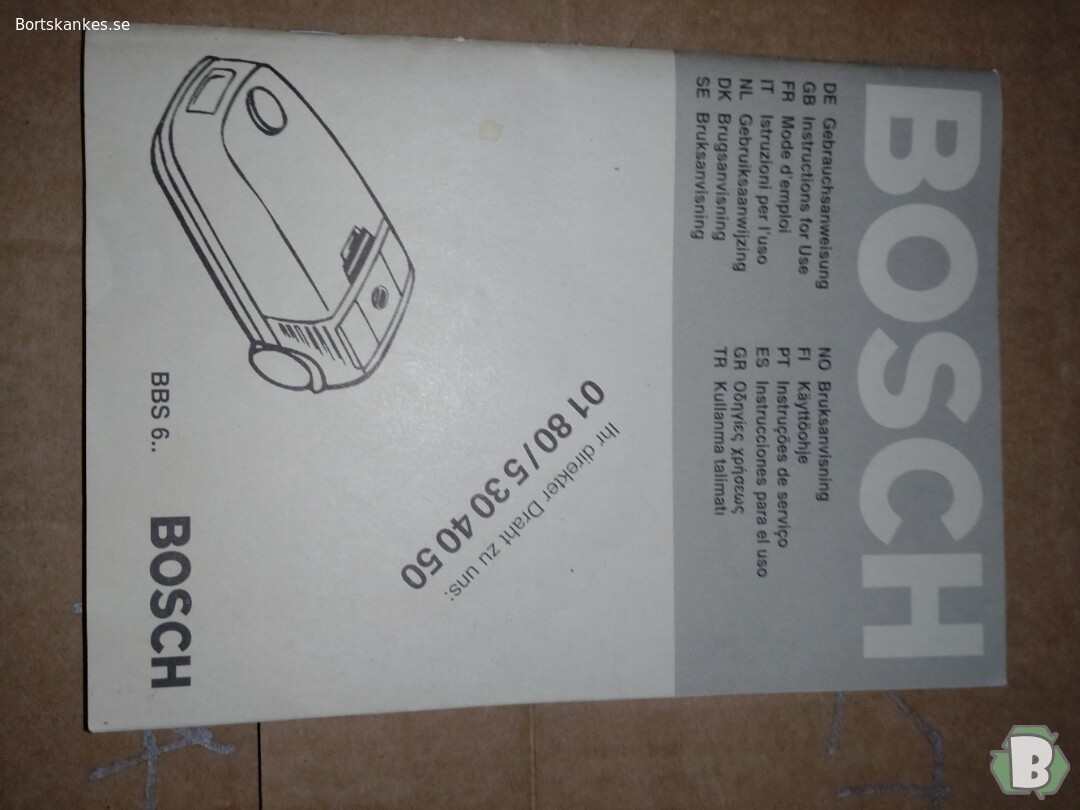 Bortskankes.se
BOSCH
DE Gebrauchsanweisung
GB Instructions for Use
FR Mode d'emploi
IT Istruzioni per l'uso
NL Gebruiksaanwijzing
DK Brugsanvisning
SE Bruksanvisning
NO Bruksanvisning
FI Käyttöohje
PT Instruções de serviço
ES Instrucciones para el uso
GR Οδηγίες χρήσεως
TR Kullanma talimatı
Ihr direkter Draht zu uns:
01 80/5 30 40 50
BBS 6..
BOSCH
B